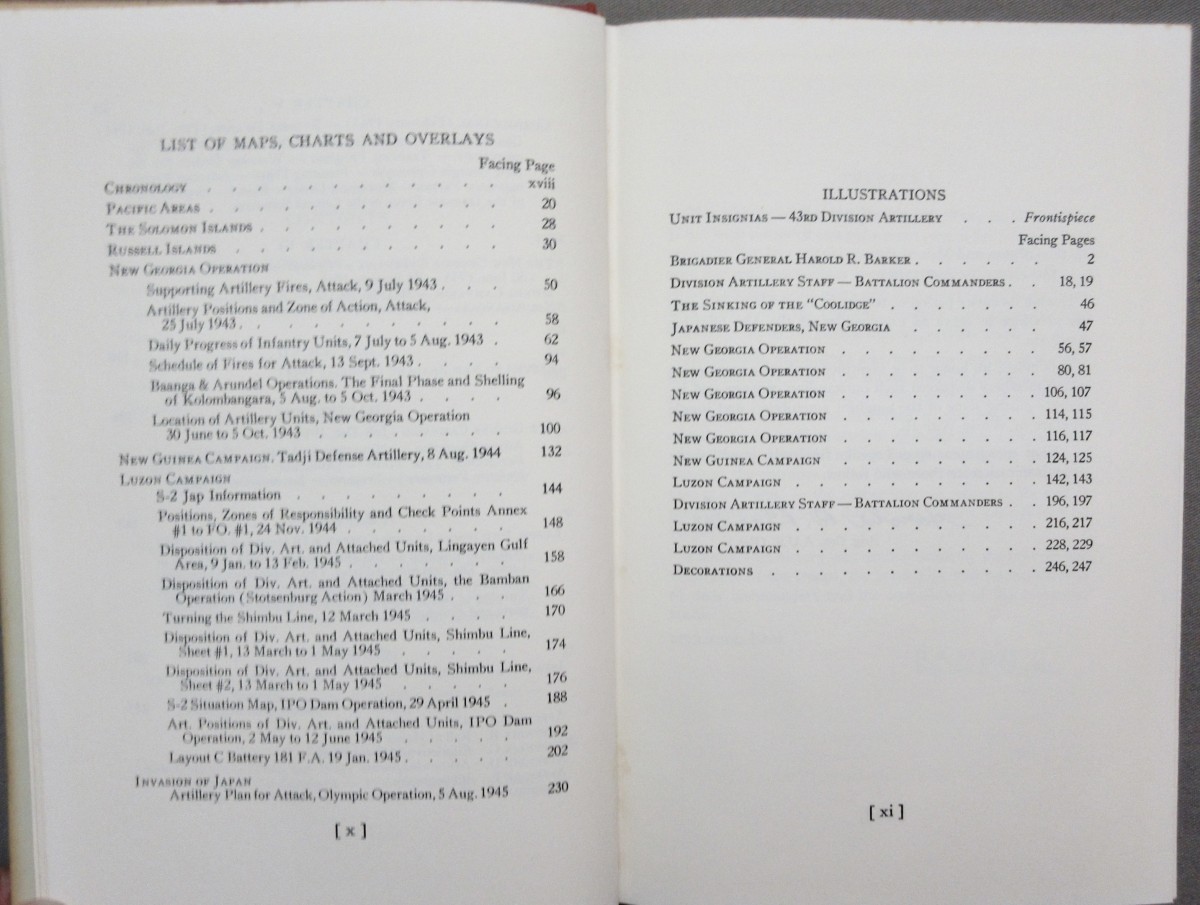 LIST OF MAPS, CHARTS AND OVERLAYS
Facing Page
CHRONOLOGY . . . . . . . . . . . . xviii
PACIFIC AREAS . . . . . . . . . . . . 20
THE SOLOMON ISLANDS . . . . . . . . . . 28
RUSSELL ISLANDS . . . . . . . . . . . 30
NEW GEORGIA OPERATION
Supporting Artillery Fires, Attack, 9 July 1943 . . . 50
Artillery Positions and Zone of Action, Attack,
25 July 1943 . . . . . . . . . . 58
Daily Progress of Infantry Units, 7 July to 5 Aug. 1943 . 62
Schedule of Fires for Attack, 13 Sept. 1943 . . . . 94
Baanga & Arundel Operations. The Final Phase and Shelling
of Kolombangara, 5 Aug. to 5 Oct. 1943 . . . . 96
Location of Artillery Units, New Georgia Operation
30 June to 5 Oct. 1943 . . . . . . . 100
NEW GUINEA CAMPAIGN. Tadji Defense Artillery, 8 Aug. 1944 132
LUZON CAMPAIGN
S-2 Jap Information . . . . . . . . 144
Positions, Zones of Responsibility and Check Points Annex
#1 to FO. #1, 24 Nov. 1944 . . . . . . 148
Disposition of Div. Art. and Attached Units, Lingayen Gulf
Area, 9 Jan. to 13 Feb. 1945 . . . . . . 158
Disposition of Div. Art. and Attached Units, the Bamban
Operation (Stotsenburg Action) March 1945 . . . 166
Turning the Shimbu Line, 12 March 1945 . . . . 170
Disposition of Div. Art. and Attached Units, Shimbu Line,
Sheet #1, 13 March to 1 May 1945 . . . . . 174
Disposition of Div. Art. and Attached Units, Shimbu Line,
Sheet #2, 13 March to 1 May 1945 . . . . . 176
S-2 Situation Map, IPO Dam Operation, 29 April 1945 . 188
Art. Positions of Div. Art. and Attached Units, IPO Dam
Operation, 2 May to 12 June 1945 . . . . . 192
Layout C Battery 181 F.A. 19 Jan. 1945 . . . . . 202
INVASION OF JAPAN
Artillery Plan for Attack, Olympic Operation, 5 Aug. 1945 230
[ x ]
ILLUSTRATIONS
UNIT INSIGNIAS — 43RD DIVISION ARTILLERY . . . Frontispiece
Facing Pages
BRIGADIER GENERAL HAROLD R. BARKER . . . . . . 2
DIVISION ARTILLERY STAFF — BATTALION COMMANDERS . . 18, 19
THE SINKING OF THE "COOLIDGE" . . . . . . . 46
JAPANESE DEFENDERS, NEW GEORGIA . . . . . . 47
NEW GEORGIA OPERATION . . . . . . . . . 56, 57
NEW GEORGIA OPERATION . . . . . . . . . 80, 81
NEW GEORGIA OPERATION . . . . . . . . . 106, 107
NEW GEORGIA OPERATION . . . . . . . . . 114, 115
NEW GEORGIA OPERATION . . . . . . . . . 116, 117
NEW GUINEA CAMPAIGN . . . . . . . . . 124, 125
LUZON CAMPAIGN . . . . . . . . . . . 142, 143
DIVISION ARTILLERY STAFF — BATTALION COMMANDERS . . 196, 197
LUZON CAMPAIGN . . . . . . . . . . . 216, 217
LUZON CAMPAIGN . . . . . . . . . . . 228, 229
DECORATIONS . . . . . . . . . . . . 246, 247
[ xi ]